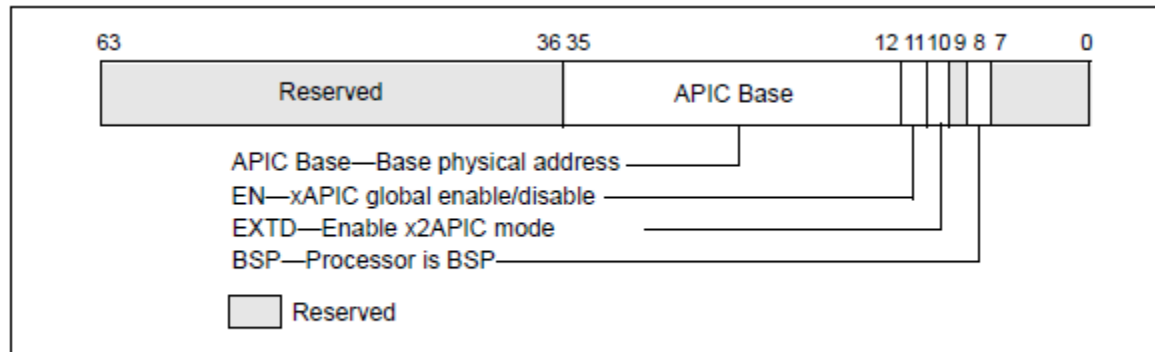 63 36 35 12 11 10 9 8 7 0
Reserved APIC Base
APIC Base—Base physical address
EN—xAPIC global enable/disable
EXTD—Enable x2APIC mode
BSP—Processor is BSP
Reserved